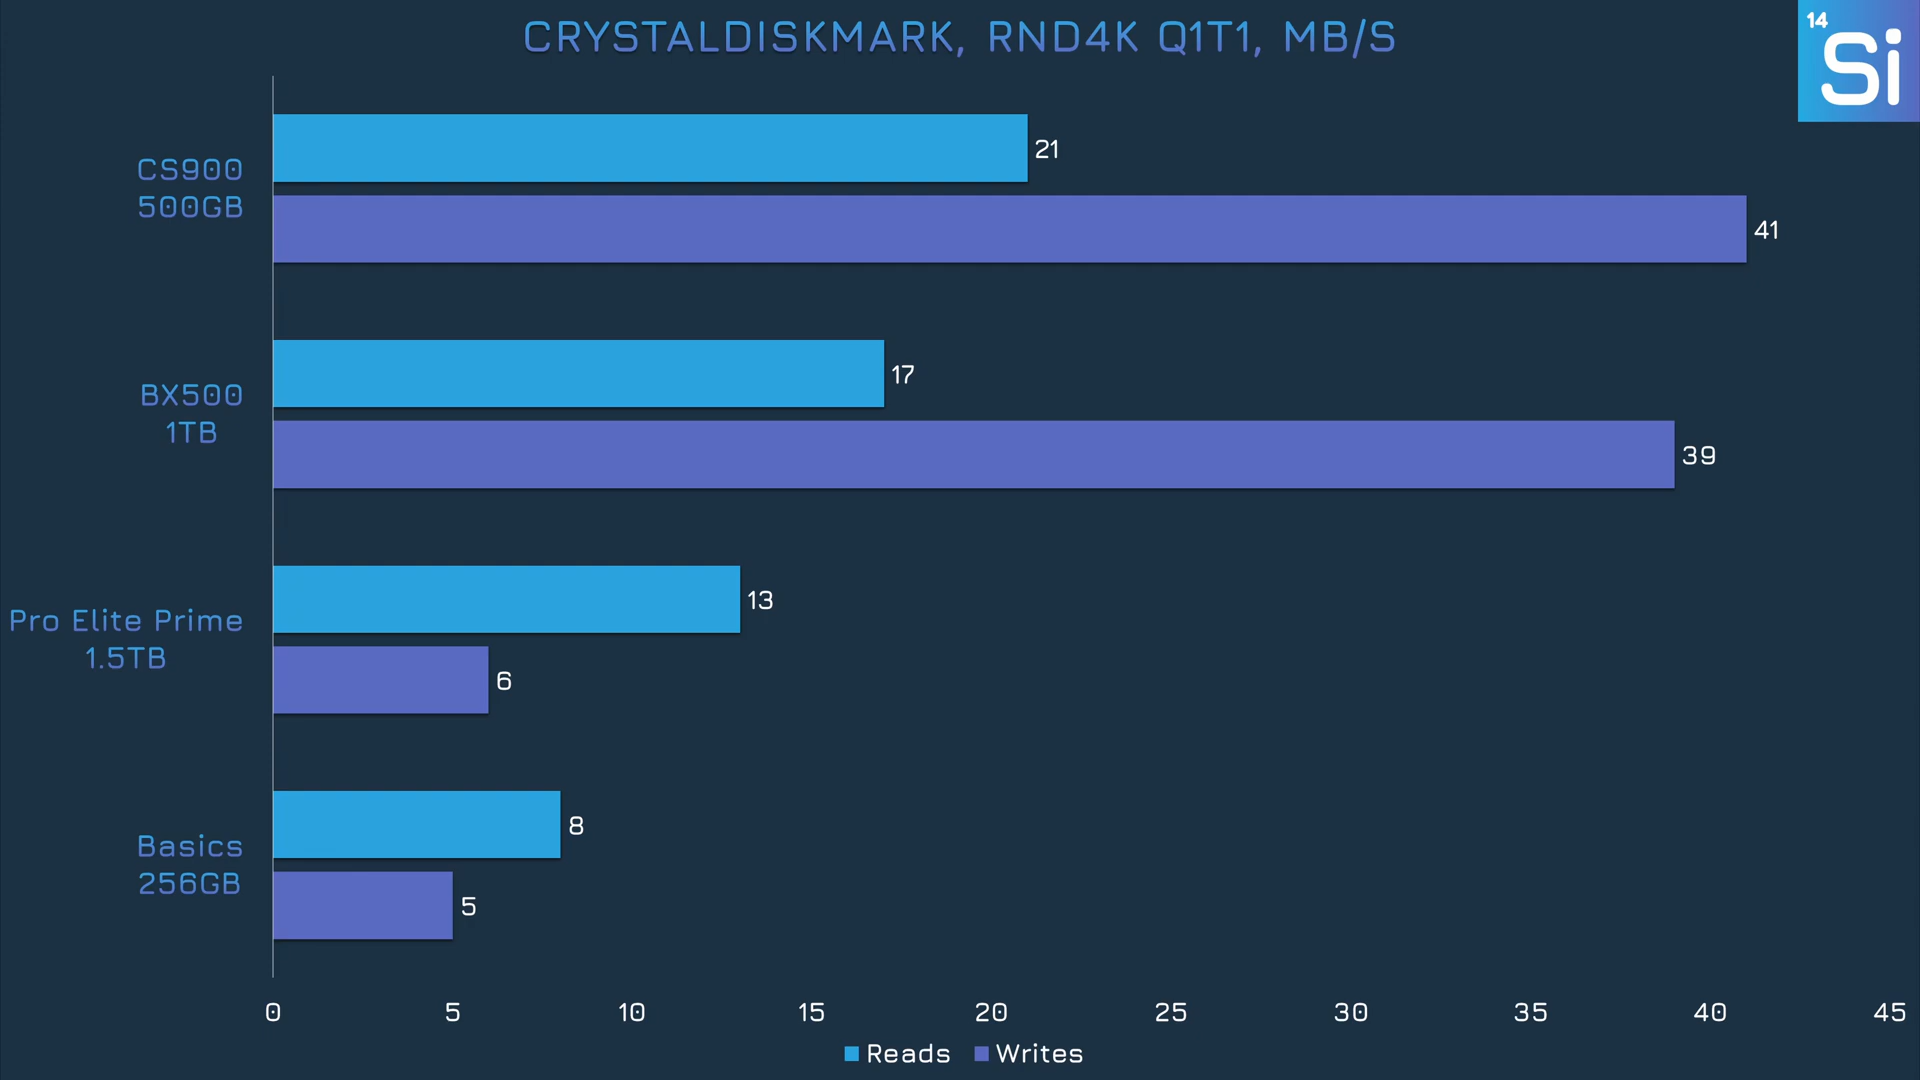 CRYSTALDISKMARK, RND4K Q1T1, MB/S
14
Si
CS900
500GB
21
41
BX500
1TB
17
39
Pro Elite Prime
1.5TB
13
6
Basics
256GB
8
5
0 5 10 15 20 25 30 35 40 45
Reads Writes